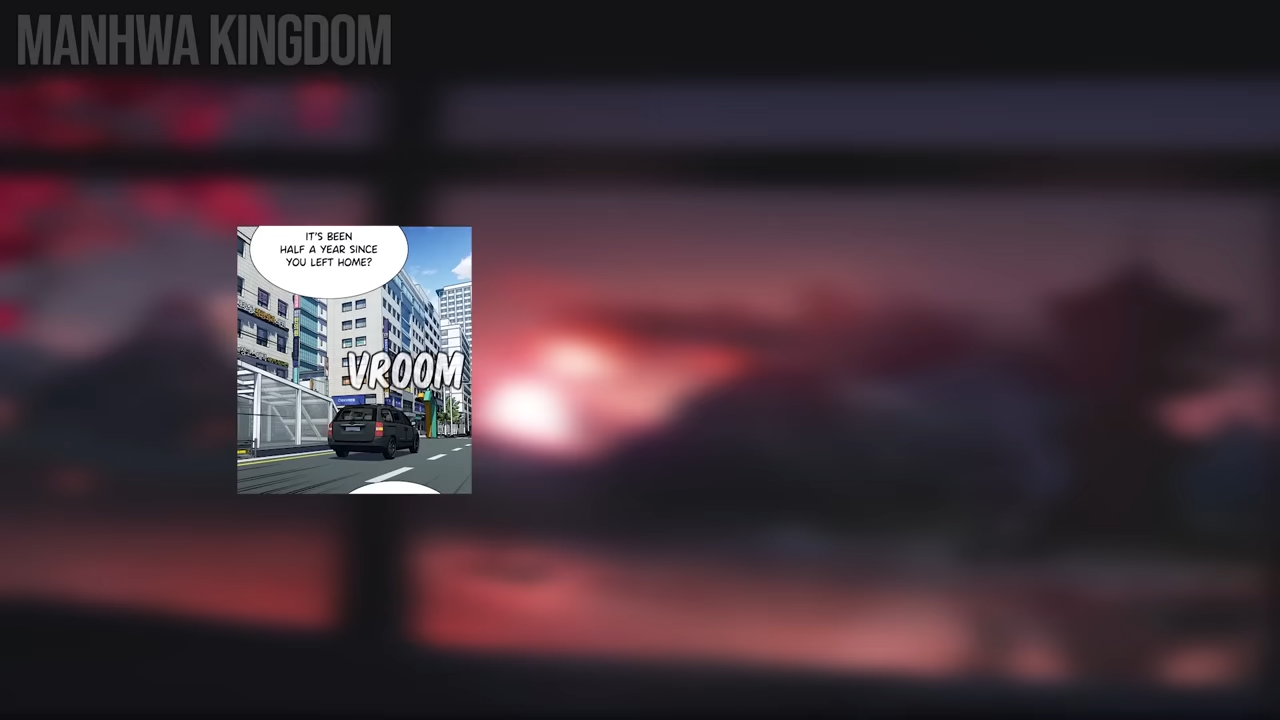 MANHWA KINGDOM
IT'S BEEN
HALF A YEAR SINCE
YOU LEFT HOME?
VROOM